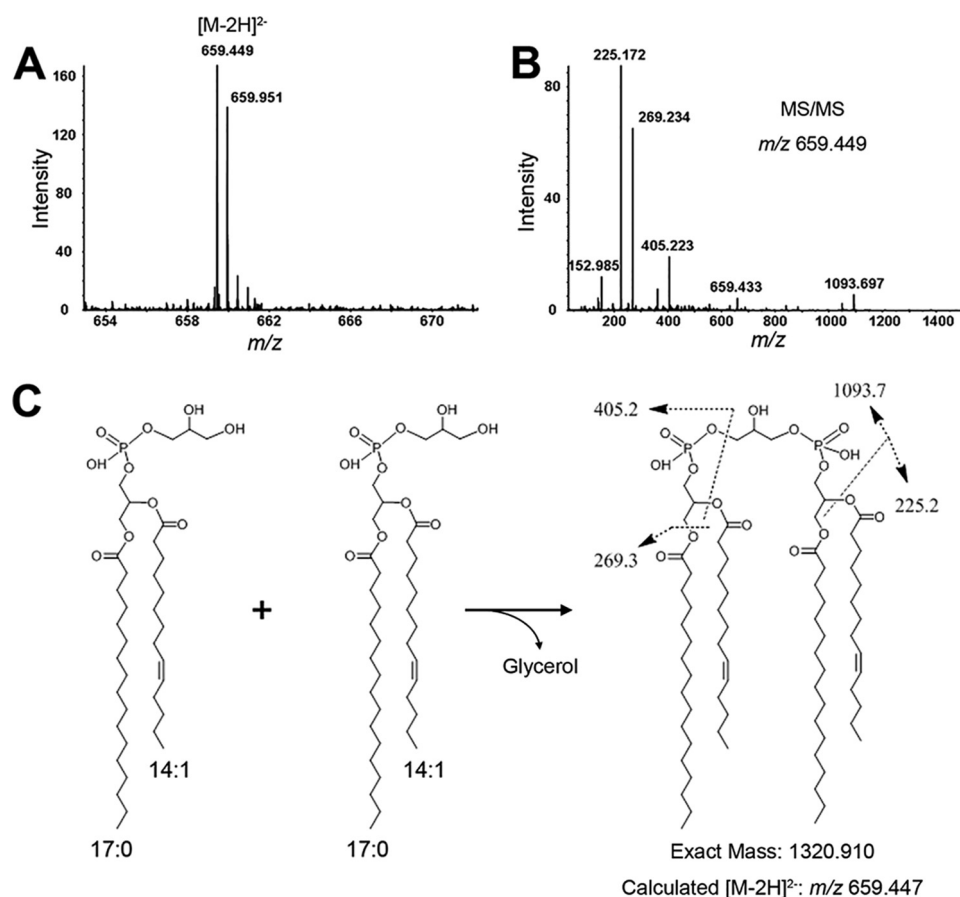 A
[M-2H]2-
659.449
659.951
160
120
80
40
0
Intensity
654
658
662
666
670
m/z
B
225.172
269.234
405.223
152.985
659.433
1093.697
MS/MS
m/z 659.449
80
40
0
Intensity
200
400
600
800
1000
1200
1400
m/z
C
OH
OH
O
O
P
OH
O
O
O
O
O
14:1
17:0
+
OH
OH
O
O
P
OH
O
O
O
O
O
14:1
17:0
Glycerol
405.2
1093.7
OH
O
O
O
O
P
P
HO
OH
O
O
225.2
O
O
O
O
269.3
O
O
O
O
Exact Mass: 1320.910
Calculated [M-2H]2-: m/z 659.447